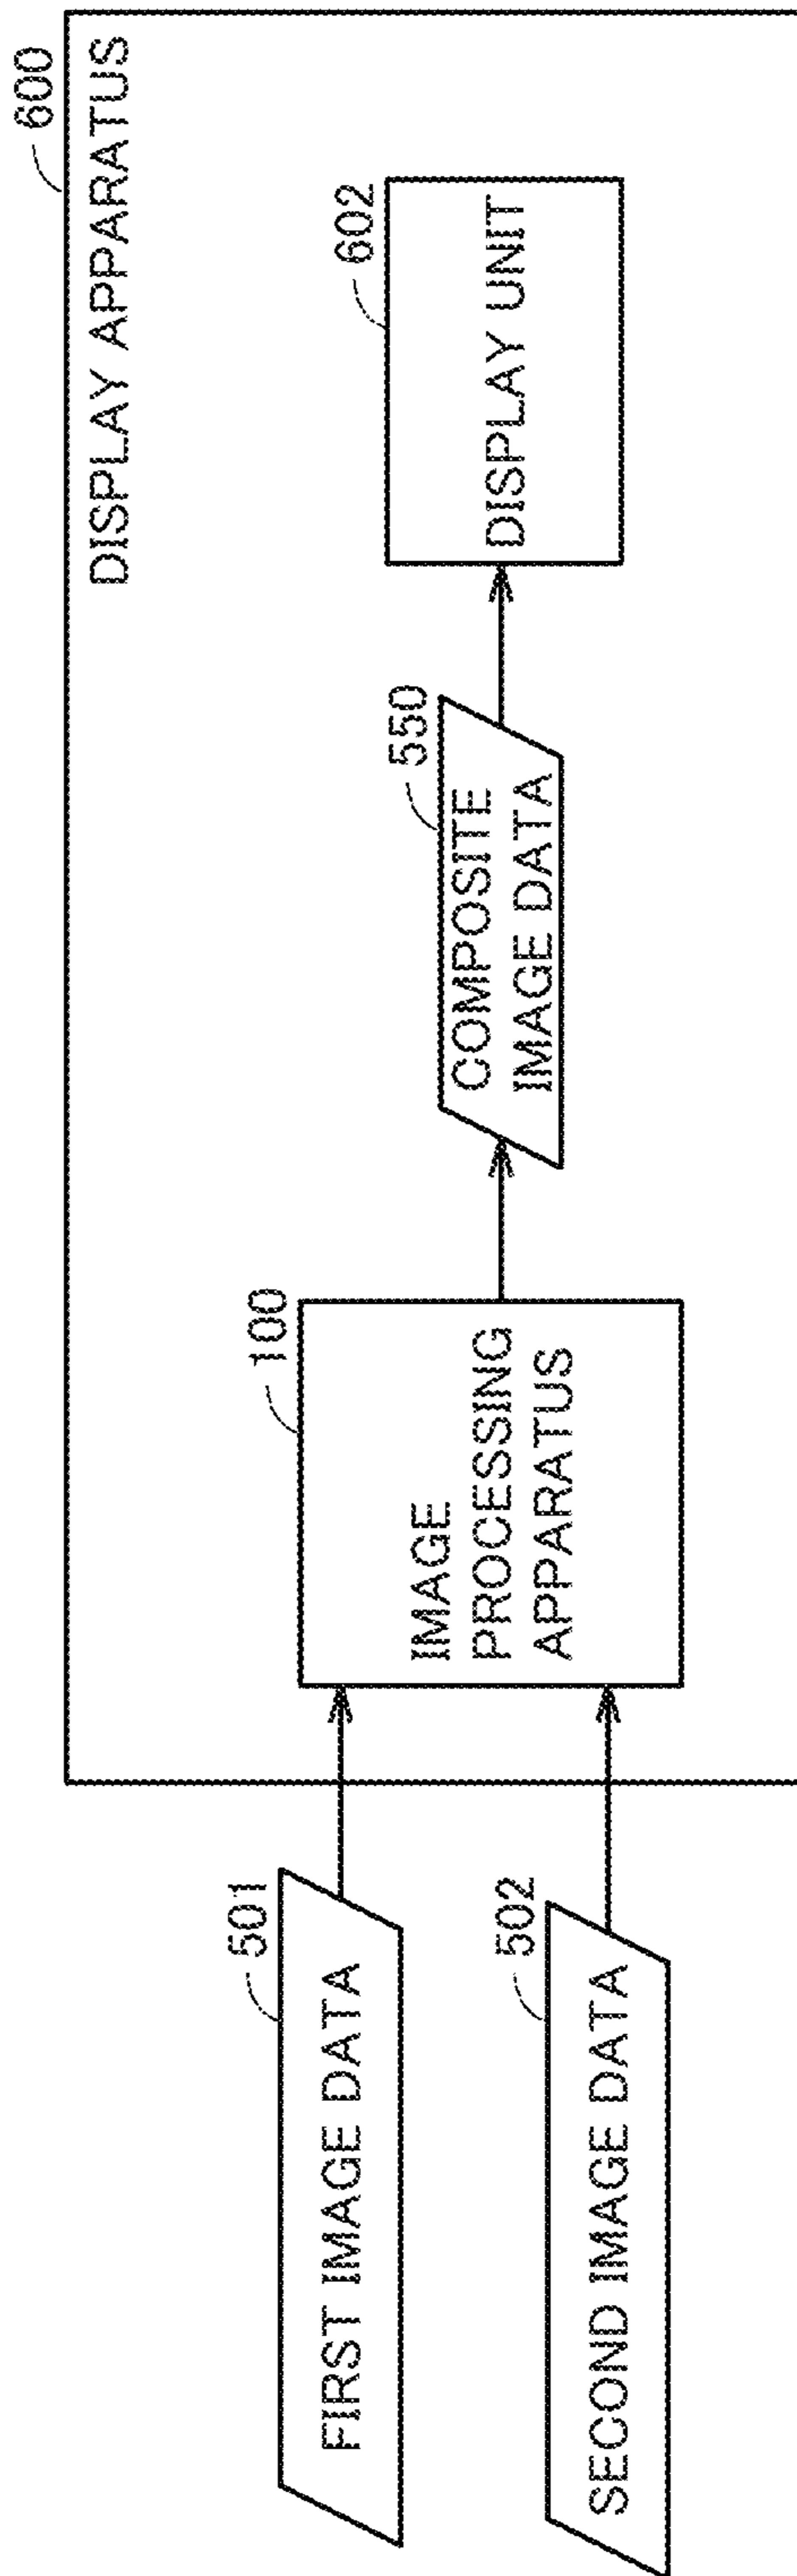 600
DISPLAY APPARATUS
501
FIRST IMAGE DATA
502
SECOND IMAGE DATA
100
IMAGE
PROCESSING
APPARATUS
550
COMPOSITE
IMAGE DATA
602
DISPLAY UNIT